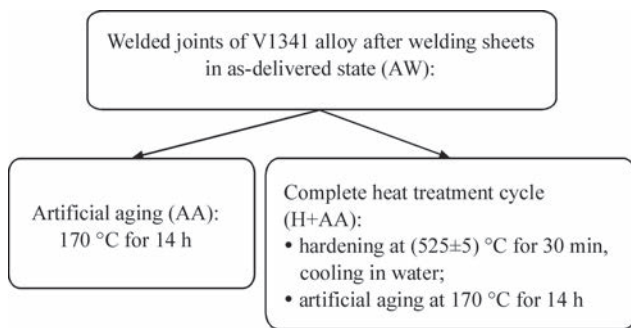 Welded joints of V1341 alloy after welding sheets
in as-delivered state (AW):
Artificial aging (AA):
170 °C for 14 h
Complete heat treatment cycle
(H+AA):
• hardening at (525±5) °C for 30 min,
cooling in water;
• artificial aging at 170 °C for 14 h